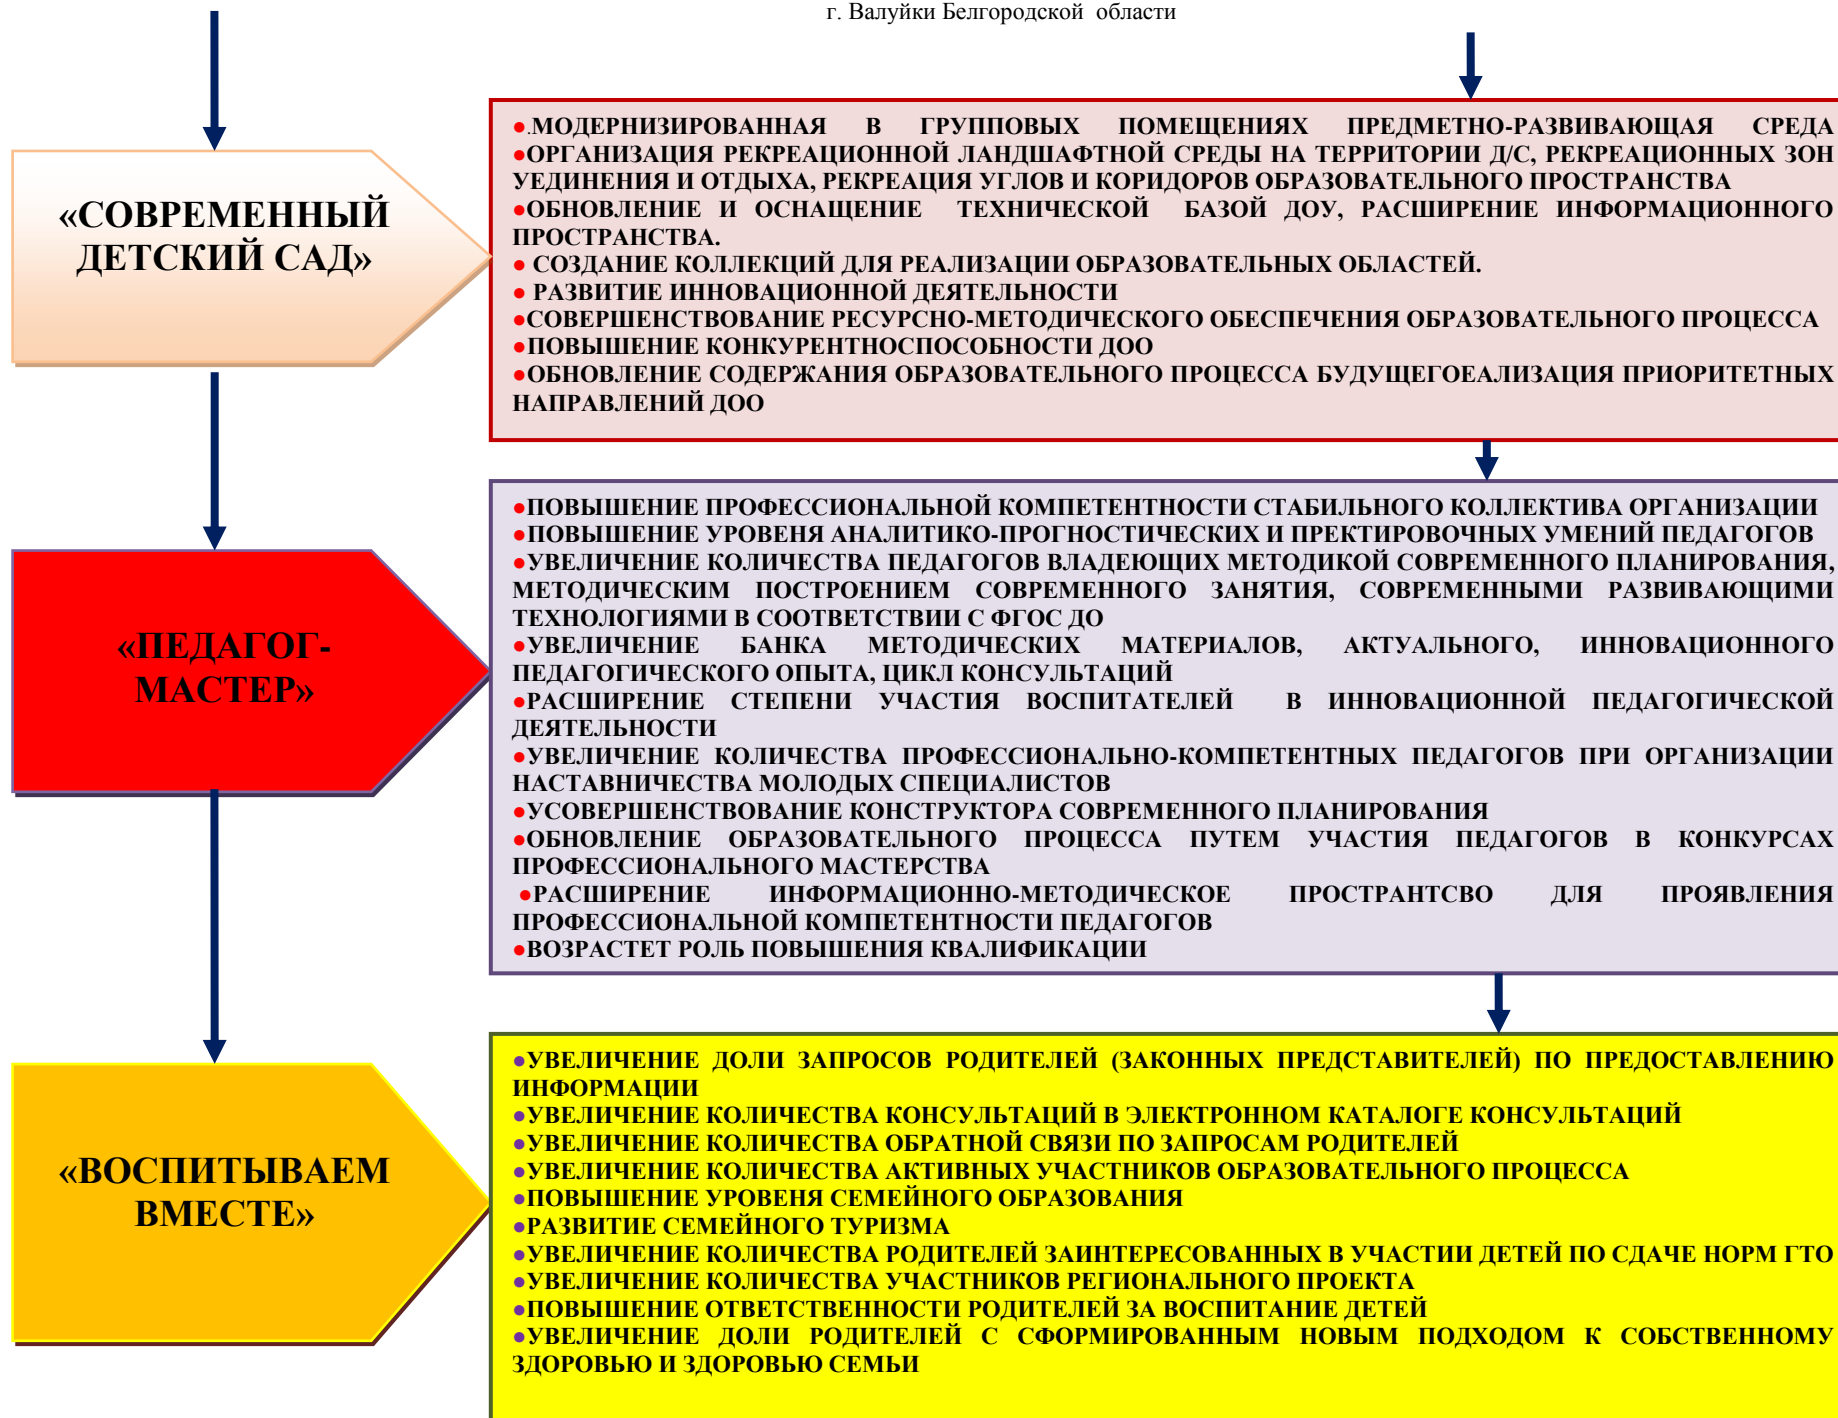 г. Валуйки Белгородской области
«СОВРЕМЕННЫЙ
ДЕТСКИЙ САД»
●.МОДЕРНИЗИРОВАННАЯ В ГРУППОВЫХ ПОМЕЩЕНИЯХ ПРЕДМЕТНО-РАЗВИВАЮЩАЯ СРЕДА
●ОРГАНИЗАЦИЯ РЕКРЕАЦИОННОЙ ЛАНДШАФТНОЙ СРЕДЫ НА ТЕРРИТОРИИ Д/С, РЕКРЕАЦИОННЫХ ЗОН
УЕДИНЕНИЯ И ОТДЫХА, РЕКРЕАЦИЯ УГЛОВ И КОРИДОРОВ ОБРАЗОВАТЕЛЬНОГО ПРОСТРАНСТВА
●ОБНОВЛЕНИЕ И ОСНАЩЕНИЕ ТЕХНИЧЕСКОЙ БАЗОЙ ДОУ, РАСШИРЕНИЕ ИНФОРМАЦИОННОГО
ПРОСТРАНСТВА.
● СОЗДАНИЕ КОЛЛЕКЦИЙ ДЛЯ РЕАЛИЗАЦИИ ОБРАЗОВАТЕЛЬНЫХ ОБЛАСТЕЙ.
● РАЗВИТИЕ ИННОВАЦИОННОЙ ДЕЯТЕЛЬНОСТИ
●СОВЕРШЕНСТВОВАНИЕ РЕСУРСНО-МЕТОДИЧЕСКОГО ОБЕСПЕЧЕНИЯ ОБРАЗОВАТЕЛЬНОГО ПРОЦЕССА
●ПОВЫШЕНИЕ КОНКУРЕНТНОСПОСОБНОСТИ ДОО
●ОБНОВЛЕНИЕ СОДЕРЖАНИЯ ОБРАЗОВАТЕЛЬНОГО ПРОЦЕССА БУДУЩЕГОЕАЛИЗАЦИЯ ПРИОРИТЕТНЫХ
НАПРАВЛЕНИЙ ДОО
«ПЕДАГОГ-
МАСТЕР»
●ПОВЫШЕНИЕ ПРОФЕССИОНАЛЬНОЙ КОМПЕТЕНТНОСТИ СТАБИЛЬНОГО КОЛЛЕКТИВА ОРГАНИЗАЦИИ
●ПОВЫШЕНИЕ УРОВЕНЯ АНАЛИТИКО-ПРОГНОСТИЧЕСКИХ И ПРЕКТИРОВОЧНЫХ УМЕНИЙ ПЕДАГОГОВ
●УВЕЛИЧЕНИЕ КОЛИЧЕСТВА ПЕДАГОГОВ ВЛАДЕЮЩИХ МЕТОДИКОЙ СОВРЕМЕННОГО ПЛАНИРОВАНИЯ,
МЕТОДИЧЕСКИМ ПОСТРОЕНИЕМ СОВРЕМЕННОГО ЗАНЯТИЯ, СОВРЕМЕННЫМИ РАЗВИВАЮЩИМИ
ТЕХНОЛОГИЯМИ В СООТВЕТСТВИИ С ФГОС ДО
●УВЕЛИЧЕНИЕ БАНКА МЕТОДИЧЕСКИХ МАТЕРИАЛОВ, АКТУАЛЬНОГО, ИННОВАЦИОННОГО
ПЕДАГОГИЧЕСКОГО ОПЫТА, ЦИКЛ КОНСУЛЬТАЦИЙ
●РАСШИРЕНИЕ СТЕПЕНИ УЧАСТИЯ ВОСПИТАТЕЛЕЙ В ИННОВАЦИОННОЙ ПЕДАГОГИЧЕСКОЙ
ДЕЯТЕЛЬНОСТИ
●УВЕЛИЧЕНИЕ КОЛИЧЕСТВА ПРОФЕССИОНАЛЬНО-КОМПЕТЕНТНЫХ ПЕДАГОГОВ ПРИ ОРГАНИЗАЦИИ
НАСТАВНИЧЕСТВА МОЛОДЫХ СПЕЦИАЛИСТОВ
●УСОВЕРШЕНСТВОВАНИЕ КОНСТРУКТОРА СОВРЕМЕННОГО ПЛАНИРОВАНИЯ
●ОБНОВЛЕНИЕ ОБРАЗОВАТЕЛЬНОГО ПРОЦЕССА ПУТЕМ УЧАСТИЯ ПЕДАГОГОВ В КОНКУРСАХ
ПРОФЕССИОНАЛЬНОГО МАСТЕРСТВА
●РАСШИРЕНИЕ ИНФОРМАЦИОННО-МЕТОДИЧЕСКОЕ ПРОСТРАНТСВО ДЛЯ ПРОЯВЛЕНИЯ
ПРОФЕССИОНАЛЬНОЙ КОМПЕТЕНТНОСТИ ПЕДАГОГОВ
●ВОЗРАСТЕТ РОЛЬ ПОВЫШЕНИЯ КВАЛИФИКАЦИИ
«ВОСПИТЫВАЕМ
ВМЕСТЕ»
●УВЕЛИЧЕНИЕ ДОЛИ ЗАПРОСОВ РОДИТЕЛЕЙ (ЗАКОННЫХ ПРЕДСТАВИТЕЛЕЙ) ПО ПРЕДОСТАВЛЕНИЮ
ИНФОРМАЦИИ
●УВЕЛИЧЕНИЕ КОЛИЧЕСТВА КОНСУЛЬТАЦИЙ В ЭЛЕКТРОННОМ КАТАЛОГЕ КОНСУЛЬТАЦИЙ
●УВЕЛИЧЕНИЕ КОЛИЧЕСТВА ОБРАТНОЙ СВЯЗИ ПО ЗАПРОСАМ РОДИТЕЛЕЙ
●УВЕЛИЧЕНИЕ КОЛИЧЕСТВА АКТИВНЫХ УЧАСТНИКОВ ОБРАЗОВАТЕЛЬНОГО ПРОЦЕССА
●ПОВЫШЕНИЕ УРОВЕНЯ СЕМЕЙНОГО ОБРАЗОВАНИЯ
●РАЗВИТИЕ СЕМЕЙНОГО ТУРИЗМА
●УВЕЛИЧЕНИЕ КОЛИЧЕСТВА РОДИТЕЛЕЙ ЗАИНТЕРЕСОВАННЫХ В УЧАСТИИ ДЕТЕЙ ПО СДАЧЕ НОРМ ГТО
●УВЕЛИЧЕНИЕ КОЛИЧЕСТВА УЧАСТНИКОВ РЕГИОНАЛЬНОГО ПРОЕКТА
●ПОВЫШЕНИЕ ОТВЕТСТВЕННОСТИ РОДИТЕЛЕЙ ЗА ВОСПИТАНИЕ ДЕТЕЙ
●УВЕЛИЧЕНИЕ ДОЛИ РОДИТЕЛЕЙ С СФОРМИРОВАННЫМ НОВЫМ ПОДХОДОМ К СОБСТВЕННОМУ
ЗДОРОВЬЮ И ЗДОРОВЬЮ СЕМЬИ